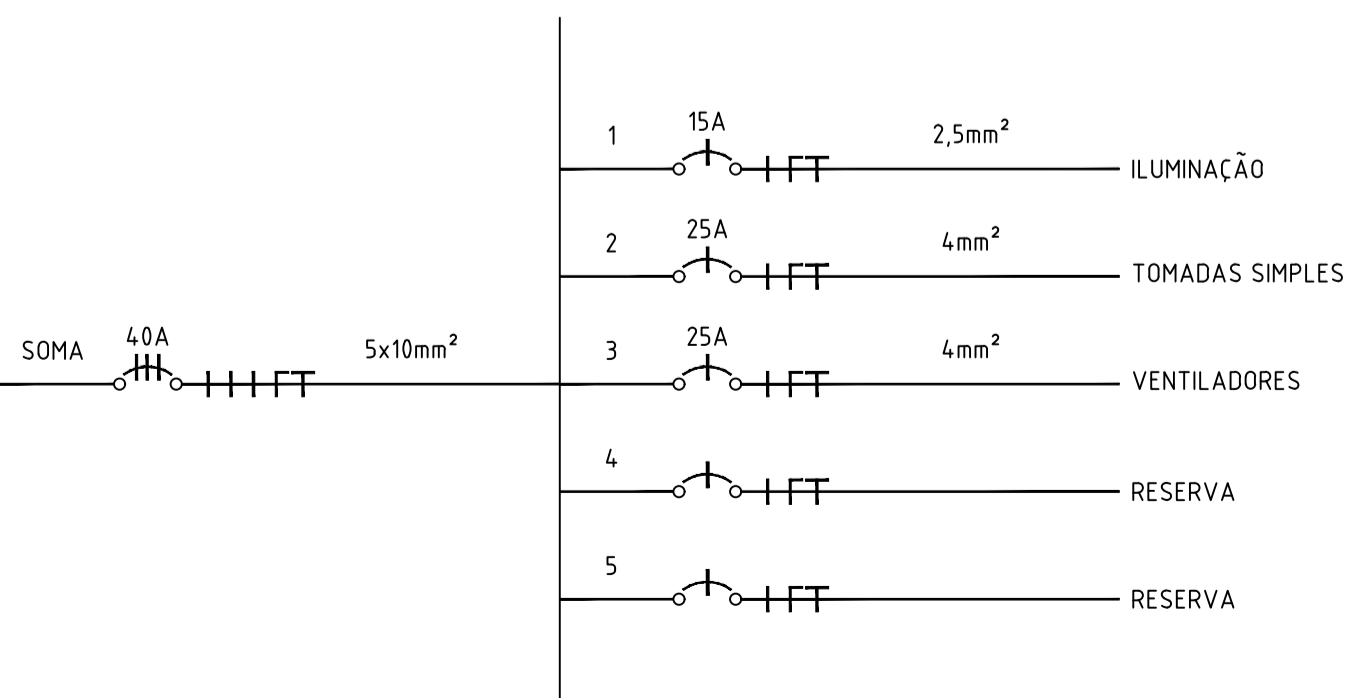 SOMA 40A 5x10mm²
1 15A 2,5mm² ILUMINAÇÃO
2 25A 4mm² TOMADAS SIMPLES
3 25A 4mm² VENTILADORES
4 RESERVA
5 RESERVA